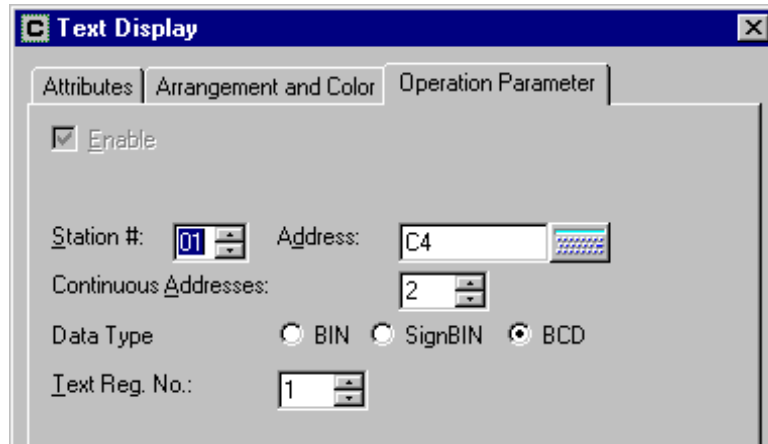 C Text Display
Attributes Arrangement and Color Operation Parameter
Enable
Station #: 01 Address: C4
Continuous Addresses: 2
Data Type BIN SignBIN BCD
Text Reg. No.: 1